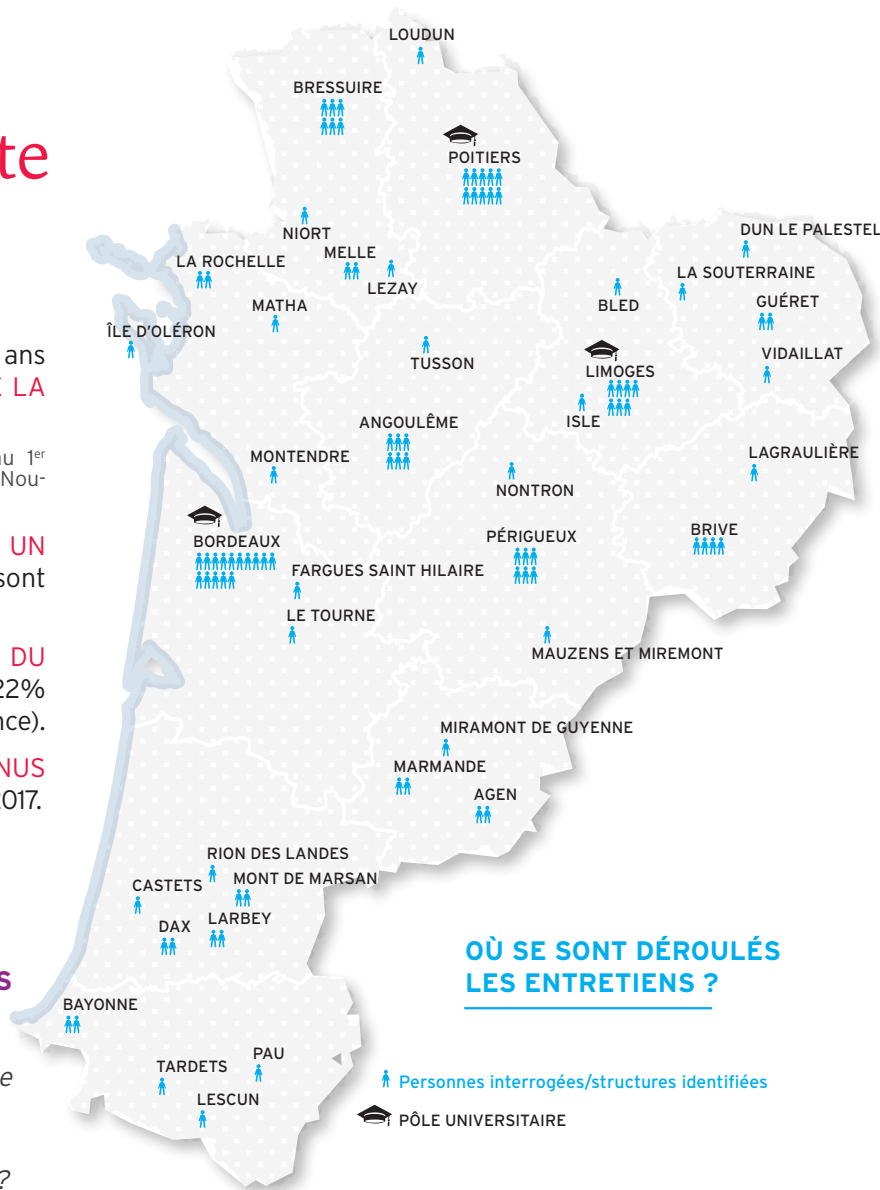 te
ans
LA
au 1er
Nou-
UN
sont
DU
22%
nce).
NUS
2017.
s
e
?
LOUDUN
BRESSUIRE
POITIERS
NIORT
MELLE
LEZAY
LA ROCHELLE
MATHA
ÎLE D'OLÉRON
DUN LE PALESTEL
LA SOUTERRAINE
BLED
GUÉRET
TUSSON
LIMOGES
VIDAILLAT
ISLE
ANGOULÊME
MONTENDRE
LAGRAULIÈRE
NONTRON
BORDEAUX
PÉRIGUEUX
BRIVE
FARGUES SAINT HILAIRE
LE TOURNE
MAUZENS ET MIREMONT
MIRAMONT DE GUYENNE
MARMANDE
AGEN
RION DES LANDES
CASTETS
MONT DE MARSAN
DAX
LARBEY
BAYONNE
TARDETS
PAU
LESCUN
OÙ SE SONT DÉROULÉS
LES ENTRETIENS ?
Personnes interrogées/structures identifiées
PÔLE UNIVERSITAIRE